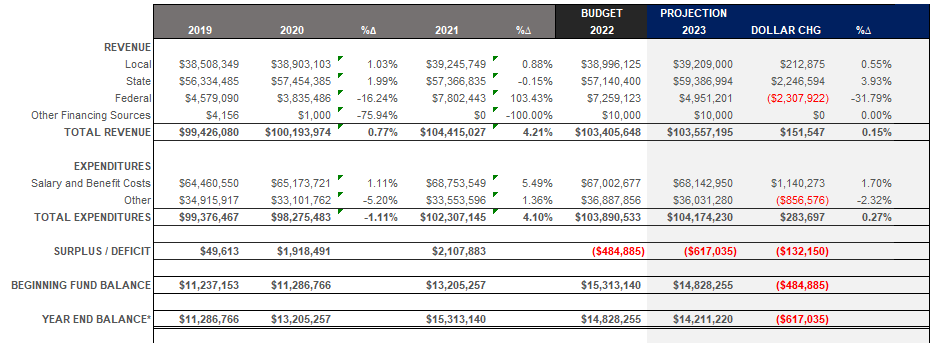 BUDGET PROJECTION
2019 2020 %Δ 2021 %Δ 2022 2023 DOLLAR CHG %Δ
REVENUE
Local $38,508,349 $38,903,103 1.03% $39,245,749 0.88% $38,996,125 $39,209,000 $212,875 0.55%
State $56,334,485 $57,454,385 1.99% $57,366,835 -0.15% $57,140,400 $59,386,994 $2,246,594 3.93%
Federal $4,579,090 $3,835,486 -16.24% $7,802,443 103.43% $7,259,123 $4,951,201 ($2,307,922) -31.79%
Other Financing Sources $4,156 $1,000 -75.94% $0 -100.00% $10,000 $10,000 $0 0.00%
TOTAL REVENUE $99,426,080 $100,193,974 0.77% $104,415,027 4.21% $103,405,648 $103,557,195 $151,547 0.15%
EXPENDITURES
Salary and Benefit Costs $64,460,550 $65,173,721 1.11% $68,753,549 5.49% $67,002,677 $68,142,950 $1,140,273 1.70%
Other $34,915,917 $33,101,762 -5.20% $33,553,596 1.36% $36,887,856 $36,031,280 ($856,576) -2.32%
TOTAL EXPENDITURES $99,376,467 $98,275,483 -1.11% $102,307,145 4.10% $103,890,533 $104,174,230 $283,697 0.27%
SURPLUS / DEFICIT $49,613 $1,918,491 $2,107,883 ($484,885) ($617,035) ($132,150)
BEGINNING FUND BALANCE $11,237,153 $11,286,766 $13,205,257 $15,313,140 $14,828,255 ($484,885)
YEAR END BALANCE* $11,286,766 $13,205,257 $15,313,140 $14,828,255 $14,211,220 ($617,035)